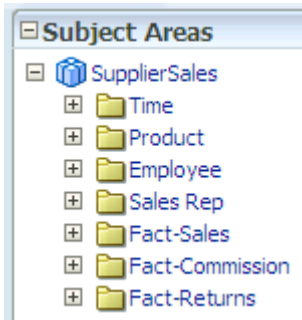 Subject Areas
SupplierSales
Time
Product
Employee
Sales Rep
Fact-Sales
Fact-Commission
Fact-Returns